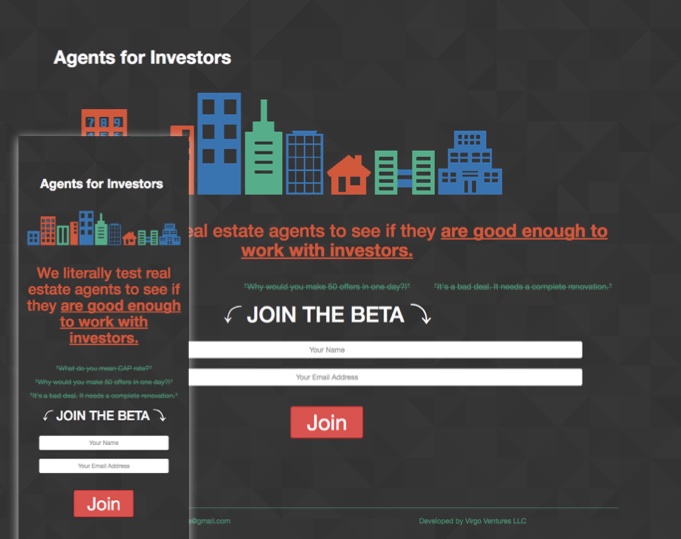 Agents for Investors
789
real estate agents to see if they are good enough to
work with investors.
"Why would you make 50 offers in one day?!" "It's a bad deal. It needs a complete renovation."
JOIN THE BETA
Your Name
Your Email Address
Join
@gmail.com Developed by Virgo Ventures LLC
Agents for Investors
We literally test real
estate agents to see if
they are good enough
to work with
investors.
"What do you mean CAP rate?"
"Why would you make 50 offers in one day?!"
"It's a bad deal. It needs a complete renovation."
JOIN THE BETA
Your Name
Your Email Address
Join